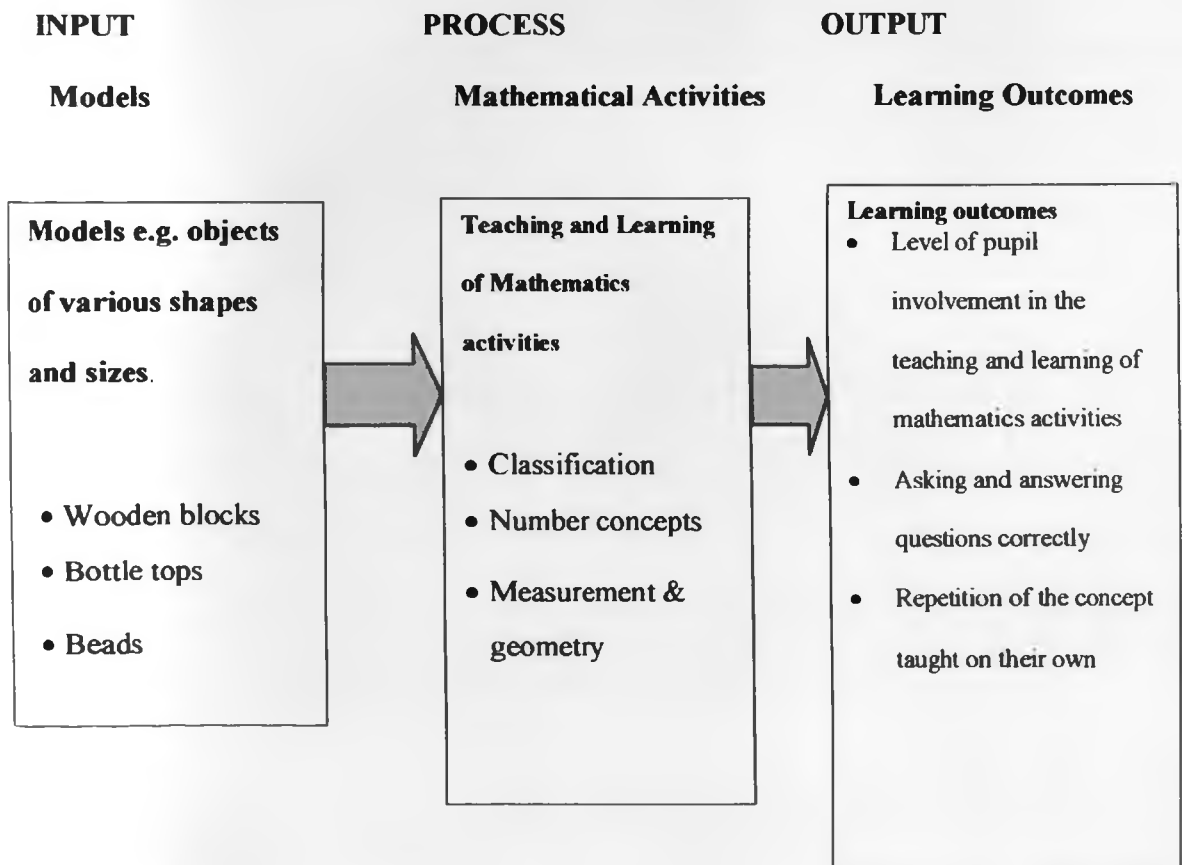 INPUT PROCESS OUTPUT
Models Mathematical Activities Learning Outcomes
Models e.g. objects
of various shapes
and sizes.
• Wooden blocks
• Bottle tops
• Beads
Teaching and Learning
of Mathematics
activities
• Classification
• Number concepts
• Measurement &
geometry
Learning outcomes
• Level of pupil
involvement in the
teaching and learning of
mathematics activities
• Asking and answering
questions correctly
• Repetition of the concept
taught on their own